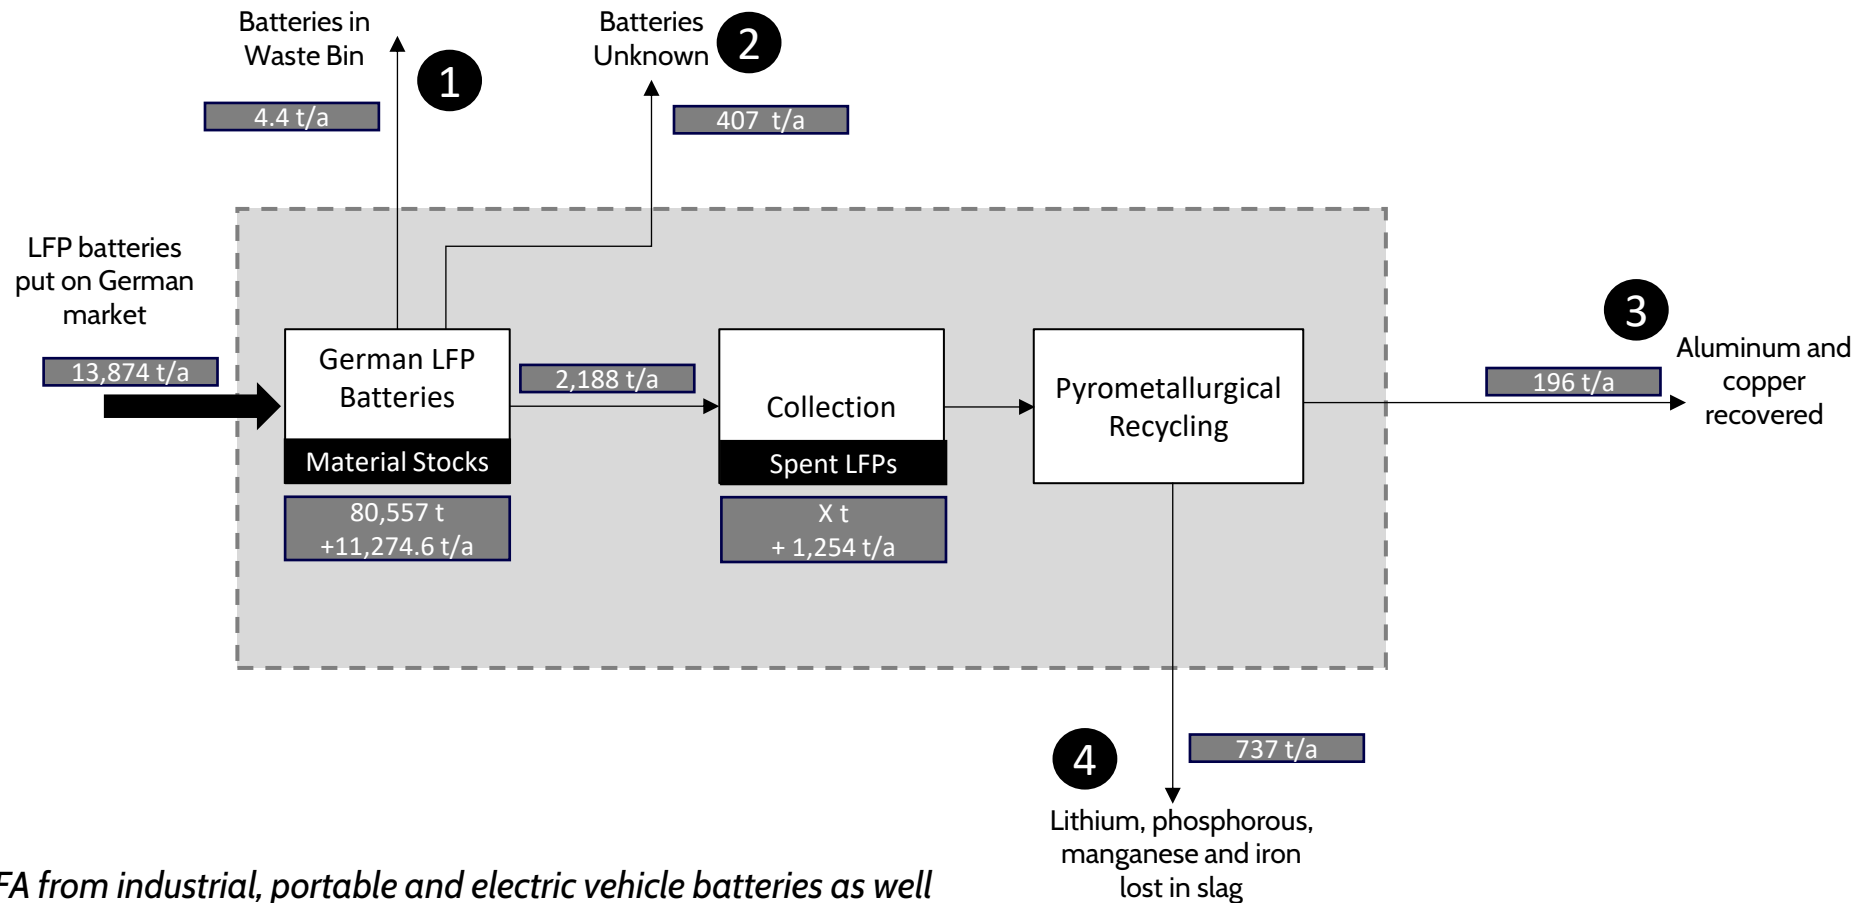 Batteries in
Waste Bin
1
4.4 t/a
Batteries
Unknown
2
407 t/a
LFP batteries
put on German
market
13,874 t/a
German LFP
Batteries
Material Stocks
80,557 t
+11,274.6 t/a
2,188 t/a
Collection
Spent LFPs
X t
+ 1,254 t/a
Pyrometallurgical
Recycling
3
196 t/a
Aluminum and
copper
recovered
4
737 t/a
Lithium, phosphorous,
manganese and iron
lost in slag
from industrial, portable and electric vehicle batteries as well